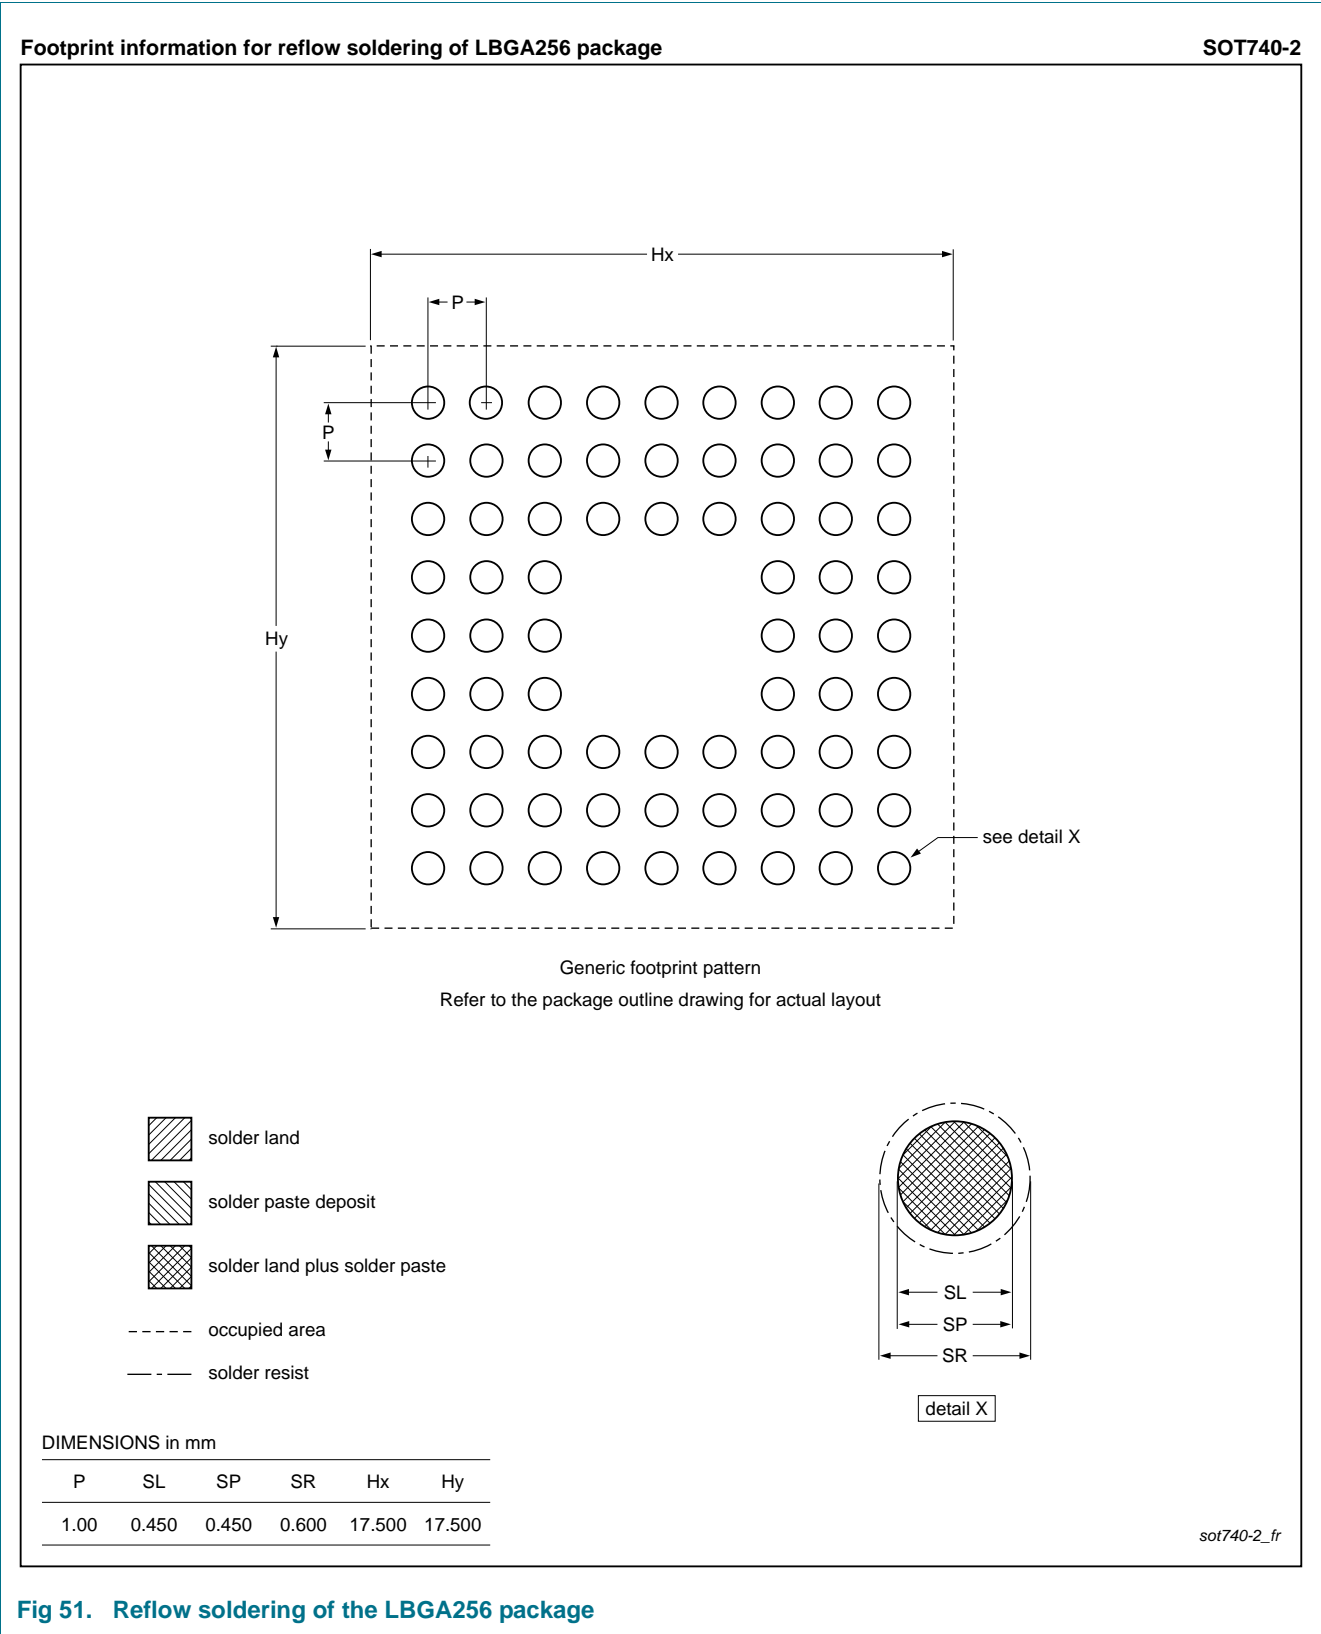 Footprint information for reflow soldering of LBGA256 package SOT740-2
Hx
P
P
Hy
see detail X
Generic footprint pattern
Refer to the package outline drawing for actual layout
solder land
solder paste deposit
solder land plus solder paste
occupied area
solder resist
SL
SP
SR
detail X
DIMENSIONS in mm
P SL SP SR Hx Hy
1.00 0.450 0.450 0.600 17.500 17.500
sot740-2_fr
Fig 51. Reflow soldering of the LBGA256 package